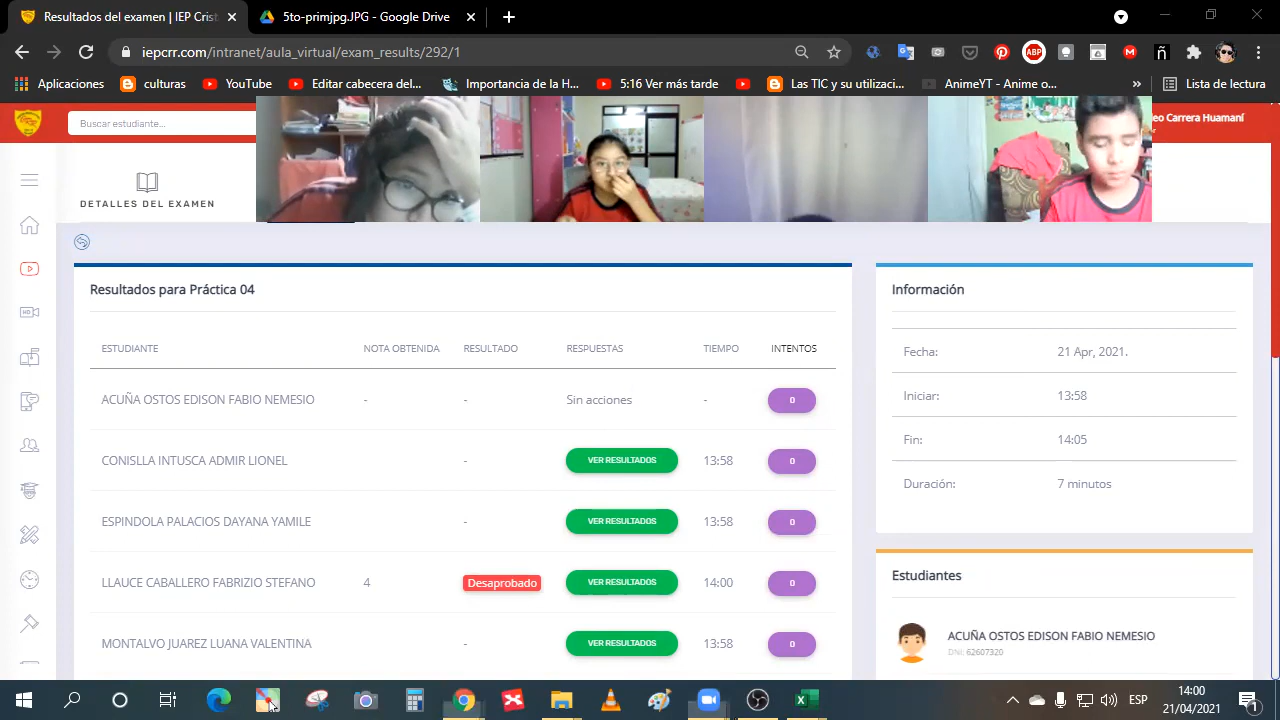 Resultados del examen | IEP Crist
5to-primjpg.JPG - Google Drive
iepcrr.com/intranet/aula_virtual/exam_results/292/1
ABP
ñ
Aplicaciones
culturas
YouTube
Editar cabecera del...
Importancia de la H...
5:16 Ver más tarde
Las TIC y su utilizaci...
AnimeYT - Anime o...
»
Lista de lectura
Buscar estudiante...
eo Carrera Huamaní
DETALLES DEL EXAMEN
Resultados para Práctica 04
ESTUDIANTE NOTA OBTENIDA RESULTADO RESPUESTAS TIEMPO INTENTOS
ACUÑA OSTOS EDISON FABIO NEMESIO - - Sin acciones - 0
CONISLLA INTUSCA ADMIR LIONEL - VER RESULTADOS 13:58 0
ESPINDOLA PALACIOS DAYANA YAMILE - VER RESULTADOS 13:58 0
LLAUCE CABALLERO FABRIZIO STEFANO 4 Desaprobado VER RESULTADOS 14:00 0
MONTALVO JUAREZ LUANA VALENTINA - VER RESULTADOS 13:58 0
Información
Fecha: 21 Apr, 2021.
Iniciar: 13:58
Fin: 14:05
Duración: 7 minutos
Estudiantes
ACUÑA OSTOS EDISON FABIO NEMESIO
DNI: 62607320
ESP
14:00
21/04/2021
1